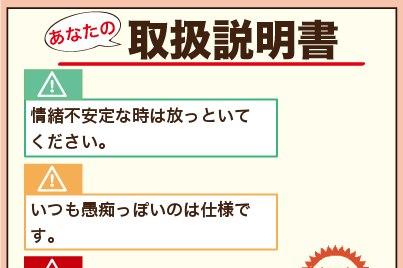 あなたの
取扱説明書
情緒不安定な時は放っといて
ください。
いつも愚痴っぽいのは仕様で
す。